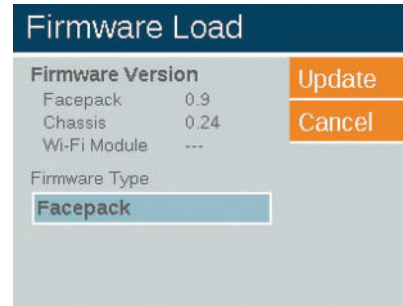 Firmware Load
Firmware Version
Facepack 0.9
Chassis 0.24
Wi-Fi Module ---
Firmware Type
Facepack
Update
Cancel